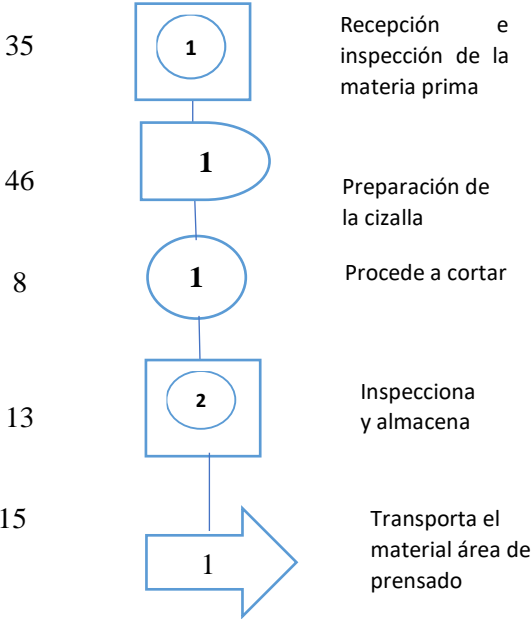 35
1
Recepción e
inspección de la
materia prima
46
1
Preparación de
la cizalla
8
1
Procede a cortar
13
2
Inspecciona
y almacena
15
1
Transporta el
material área de
prensado